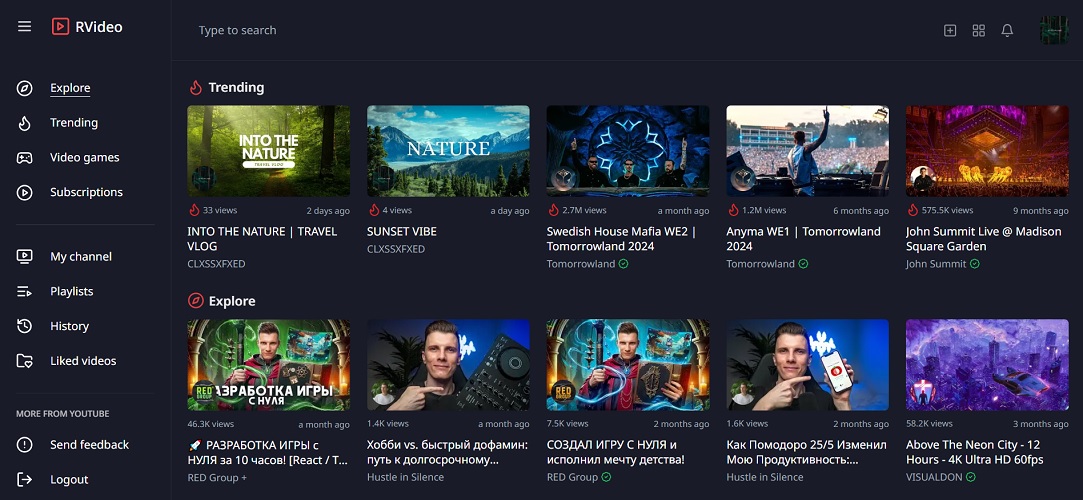 RVideo
Type to search
Explore
Trending
Video games
Subscriptions
My channel
Playlists
History
Liked videos
MORE FROM YOUTUBE
Send feedback
Logout
Trending
INTO THE
NATURE
TRAVEL VLOG
NATURE
33 views 2 days ago
INTO THE NATURE | TRAVEL
VLOG
CLXSSXFXED
4 views a day ago
SUNSET VIBE
CLXSSXFXED
2.7M views a month ago
Swedish House Mafia WE2 |
Tomorrowland 2024
Tomorrowland
1.2M views 6 months ago
Anyma WE1 | Tomorrowland
2024
Tomorrowland
575.5K views 9 months ago
John Summit Live @ Madison
Square Garden
John Summit
Explore
RED
GROUP
АЗРАБОТКА ИГРЫ
С НУЛЯ
46.3K views a month ago
🚀 РАЗРАБОТКА ИГРЫ с
НУЛЯ за 10 часов! [React / T...
RED Group +
1.4K views a month ago
Хобби vs. быстрый дофамин:
путь к долгосрочному...
Hustle in Silence
RED
GROUP
7.5K views 2 months ago
СОЗДАЛ ИГРУ С НУЛЯ и
исполнил мечту детства!
RED Group
1.6K views 2 months ago
Как Помодоро 25/5 Изменил
Мою Продуктивность:...
Hustle in Silence
58.2K views 3 months ago
Above The Neon City - 12
Hours - 4K Ultra HD 60fps
VISUALDON